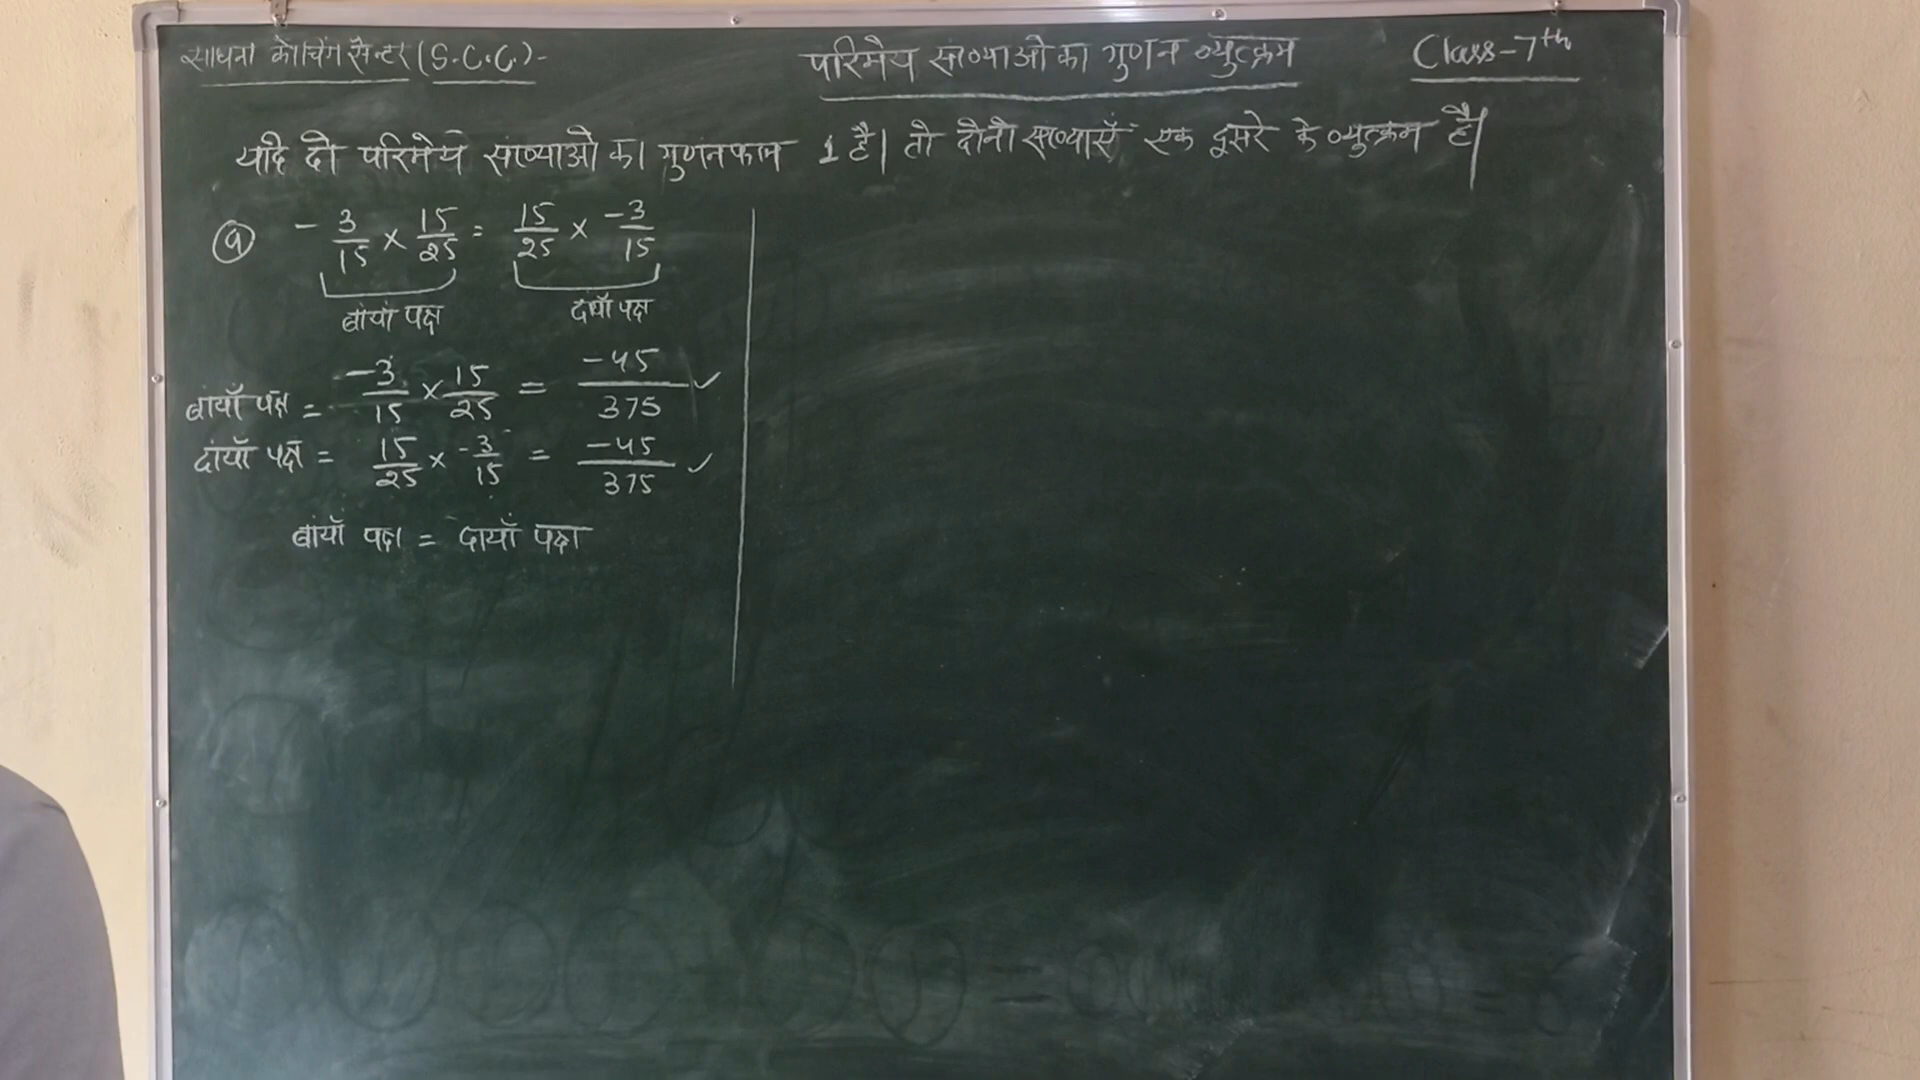 साधना कोचिंग सेन्टर (S.C.C.)-
परिमेय संख्याओ का गुणन व्युत्क्रम
Class-7th
यदि दो परिमेय संख्याओ का गुणनफल 1 है। तो दोनो संख्याएँ एक दूसरे के व्युत्क्रम है।
(a) - 3/15 × 15/25 = 15/25 × -3/15
बांयाँ पक्ष दायाँ पक्ष
बांयाँ पक्ष = -3/15 × 15/25 = -45/375 ✓
दांयाँ पक्ष = 15/25 × -3/15 = -45/375 ✓
बांयाँ पक्ष = दायाँ पक्ष